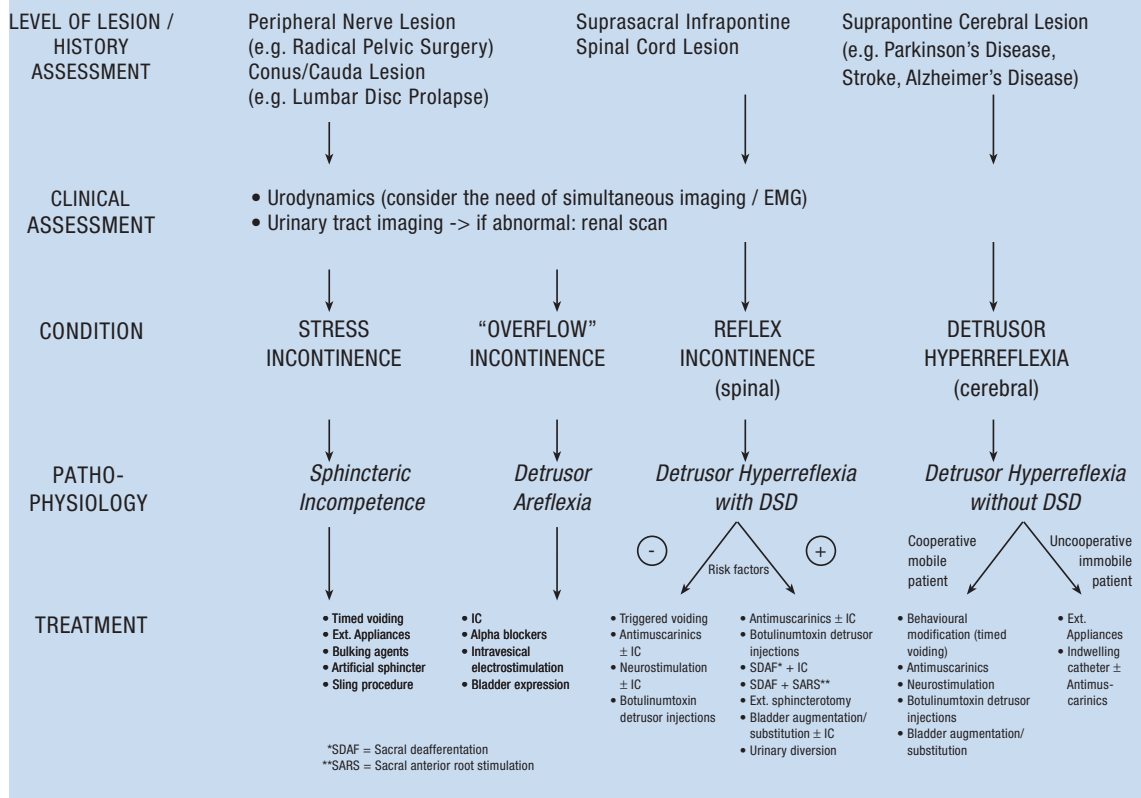 LEVEL OF LESION /
HISTORY
ASSESSMENT
Peripheral Nerve Lesion
(e.g. Radical Pelvic Surgery)
Conus/Cauda Lesion
(e.g. Lumbar Disc Prolapse)
Suprasacral Infrapontine
Spinal Cord Lesion
Suprapontine Cerebral Lesion
(e.g. Parkinson's Disease,
Stroke, Alzheimer's Disease)
CLINICAL
ASSESSMENT
• Urodynamics (consider the need of simultaneous imaging / EMG)
• Urinary tract imaging -> if abnormal: renal scan
CONDITION
STRESS
INCONTINENCE
“OVERFLOW”
INCONTINENCE
REFLEX
INCONTINENCE
(spinal)
DETRUSOR
HYPERREFLEXIA
(cerebral)
PATHO-
PHYSIOLOGY
Sphincteric
Incompetence
Detrusor
Areflexia
Detrusor Hyperreflexia
with DSD
Detrusor Hyperreflexia
without DSD
-
+
Risk factors
Cooperative
mobile
patient
Uncooperative
immobile
patient
TREATMENT
• Timed voiding
• Ext. Appliances
• Bulking agents
• Artificial sphincter
• Sling procedure
• IC
• Alpha blockers
• Intravesical
electrostimulation
• Bladder expression
• Triggered voiding
• Antimuscarinics
± IC
• Neurostimulation
± IC
• Botulinumtoxin
detrusor injections
• Antimuscarinics ± IC
• Botulinumtoxin detrusor
injections
• SDAF* + IC
• SDAF + SARS**
• Ext. sphincterotomy
• Bladder augmentation/
substitution ± IC
• Urinary diversion
• Behavioural
modification (timed
voiding)
• Antimuscarinics
• Neurostimulation
• Botulinumtoxin detrusor
injections
• Bladder augmentation/
substitution
• Ext.
Appliances
• Indwelling
catheter ±
Antimus-
carinics
*SDAF = Sacral deafferentation
**SARS = Sacral anterior root stimulation